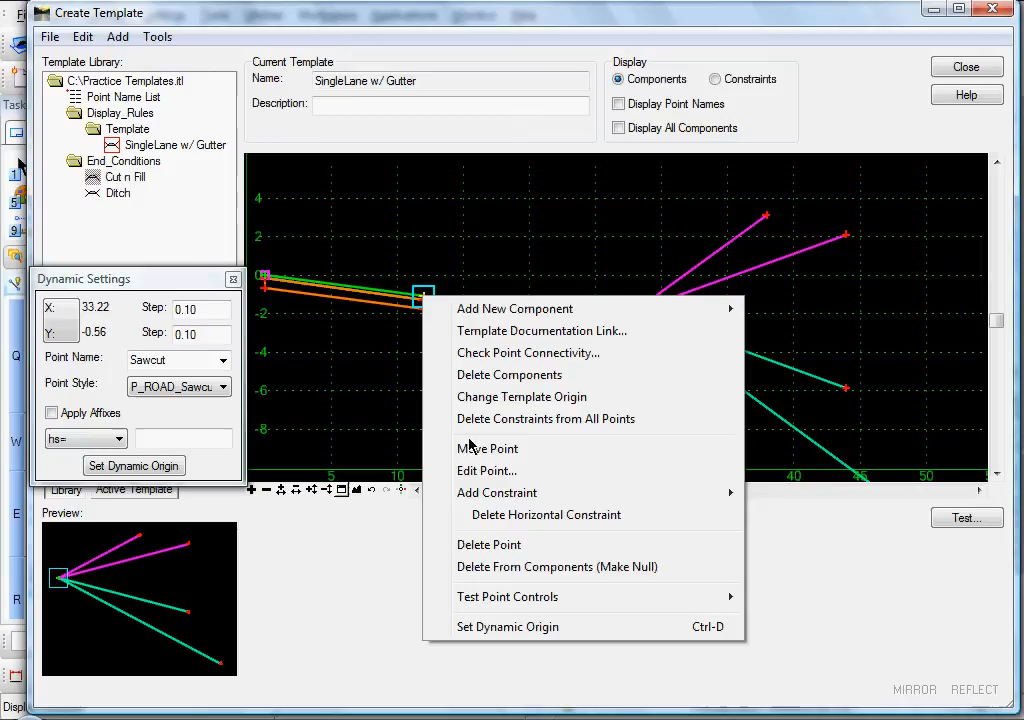 Create Template
File Edit Add Tools
Template Library:
C:\Practice Templates.itl
Point Name List
Display_Rules
Template
SingleLane w/ Gutter
End_Conditions
Cut n Fill
Ditch
Current Template
Name: SingleLane w/ Gutter
Description:
Display
Components Constraints
Display Point Names
Display All Components
Close
Help
4
2
0
-2
-4
-6
-8
5 10 40 45 50
Dynamic Settings
X: 33.22 Step: 0.10
Y: -0.56 Step: 0.10
Point Name: Sawcut
Point Style: P_ROAD_Sawcu
Apply Affixes
hs=
Set Dynamic Origin
Library Active Template
Preview:
Add New Component
Template Documentation Link...
Check Point Connectivity...
Delete Components
Change Template Origin
Delete Constraints from All Points
Move Point
Edit Point...
Add Constraint
Delete Horizontal Constraint
Delete Point
Delete From Components (Make Null)
Test Point Controls
Set Dynamic Origin Ctrl-D
Test...
MIRROR REFLECT
Task
1
5
9
Q
W
E
R
Displ